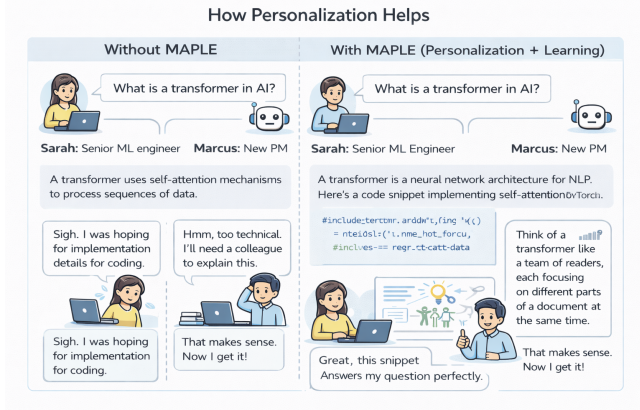 How Personalization Helps
Without MAPLE
What is a transformer in AI?
Sarah: Senior ML engineer
Marcus: New PM
A transformer uses self-attention mechanisms
to process sequences of data.
Sigh. I was hoping
for implementation
details for coding.
Hmm, too technical.
I'll need a colleague
to explain this.
Sigh. I was hoping
for implementation
for coding.
That makes sense.
Now I get it!
With MAPLE (Personalization + Learning)
What is a transformer in AI?
Sarah: Senior ML Engineer
Marcus: New PM
A transformer is a neural network architecture for NLP.
Here's a code snippet implementing
Think of a
transformer like
a team of readers,
each focusing
on different parts
of a document at
the same time.
Great, this snippet
Answers my question perfectly.
That makes sense.
Now I get it!